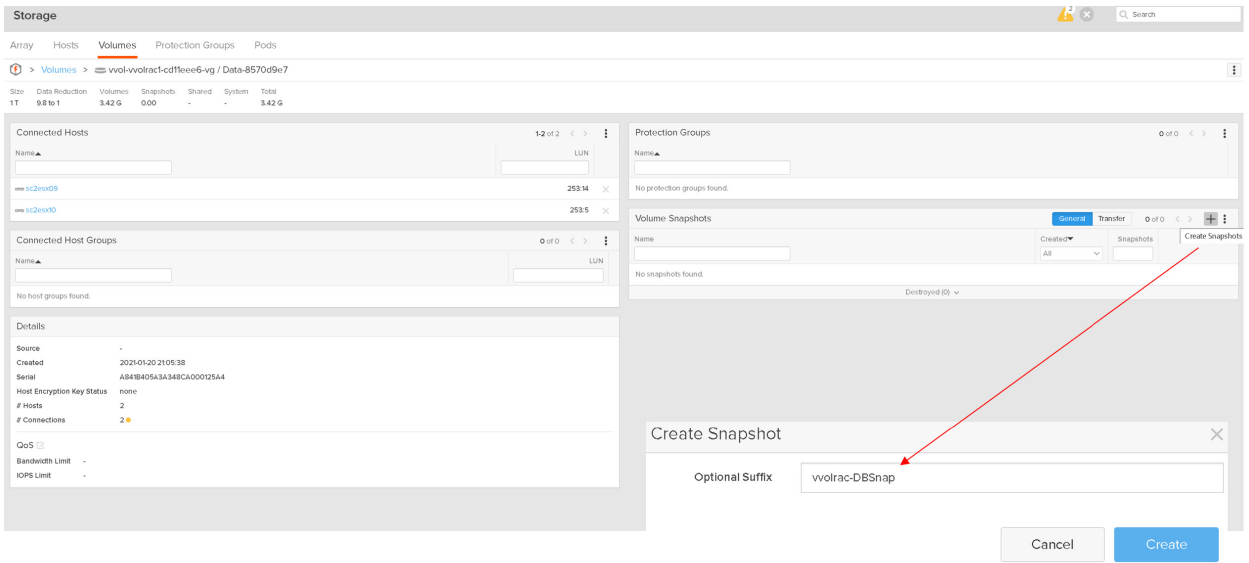 Storage
2
Search
Array Hosts Volumes Protection Groups Pods
> Volumes > vvol-vvolrac1-cd11eee6-vg / Data-8570d9e7
Size Data Reduction Volumes Snapshots Shared System Total
1 T 9.8 to 1 3.42 G 0.00 - - 3.42 G
Connected Hosts 1-2 of 2 < >
Name LUN
sc2esx09 253:14
sc2esx10 253:5
Connected Host Groups 0 of 0 < >
Name LUN
No host groups found.
Details
Source -
Created 2021-01-20 21:05:38
Serial A841B405A3A348CA000125A4
Host Encryption Key Status none
# Hosts 2
# Connections 2
QoS
Bandwidth Limit -
IOPS Limit -
Protection Groups 0 of 0 < >
Name
No protection groups found.
Volume Snapshots General Transfer 0 of 0 < > +
Create Snapshots
Name Created Snapshots
All
No snapshots found.
Destroyed (0)
Create Snapshot
Optional Suffix vvolrac-DBSnap
Cancel Create